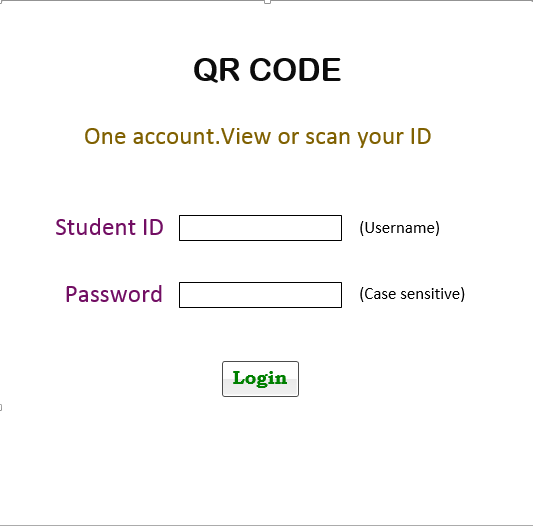 QR CODE
One account.View or scan your ID
Student ID (Username)
Password (Case sensitive)
Login